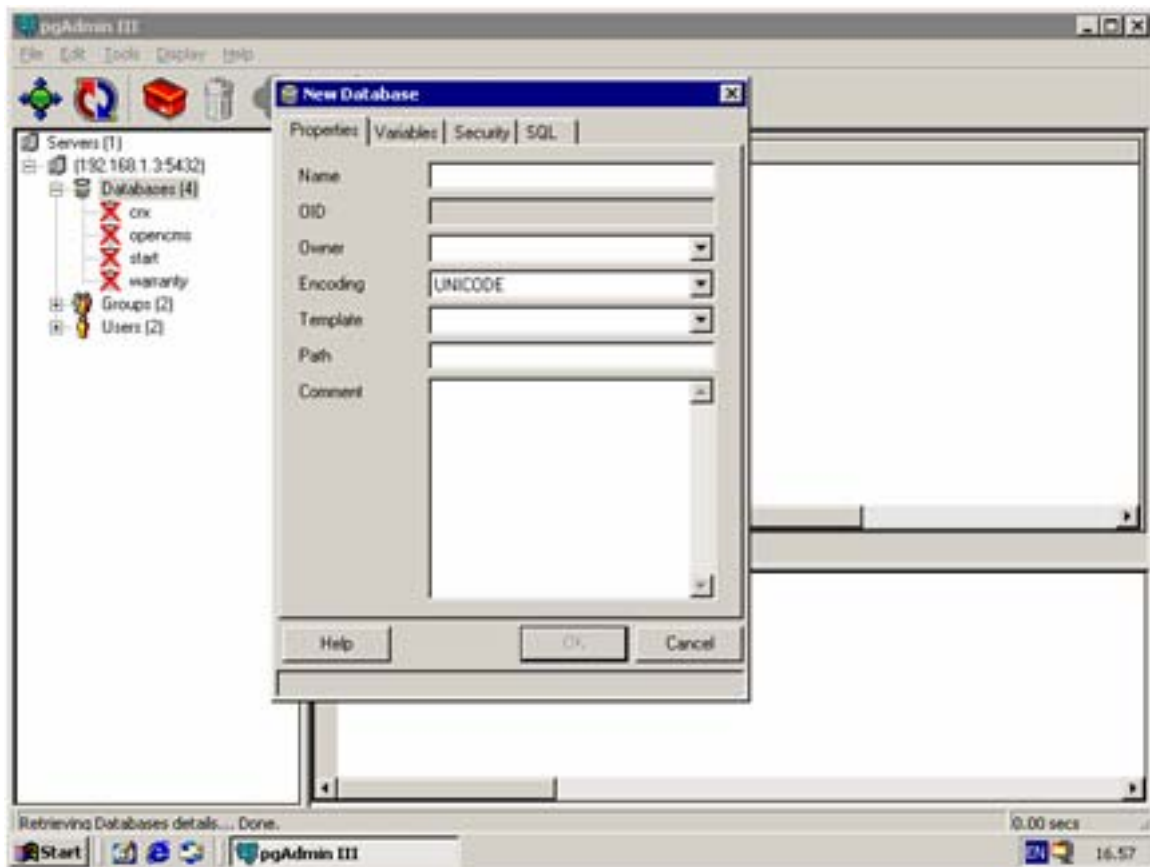 pgAdmin III
File Edit Tools Display Help
New Database
Properties Variables Security SQL
Servers (1)
(192.168.1.3:5432)
Databases (4)
crx
opencms
start
warranty
Groups (2)
Users (2)
Name
OID
Owner
Encoding UNICODE
Template
Path
Comment
Help OK Cancel
Retrieving Databases details... Done. 0.00 secs
Start pgAdmin III EN 16.57